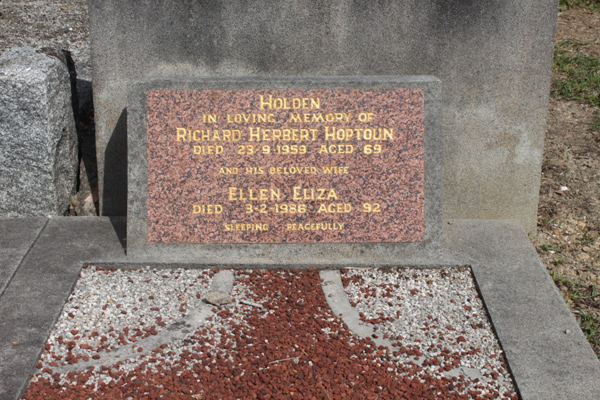 HOLDEN
IN LOVING MEMORY OF
RICHARD HERBERT HOPTOUN
DIED 23-9-1959 AGED 69
AND HIS BELOVED WIFE
ELLEN ELIZA
DIED 3-2-1986 AGED 92
SLEEPING PEACEFULLY